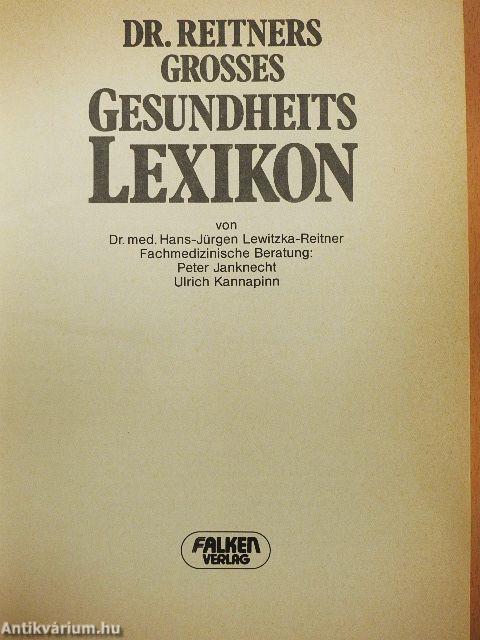 DR. REITNERS
GROSSES
GESUNDHEITS
LEXIKON
von
Dr. med. Hans-Jürgen Lewitzka-Reitner
Fachmedizinische Beratung:
Peter Janknecht
Ulrich Kannapinn
FALKEN
VERLAG
Antikvárium.hu